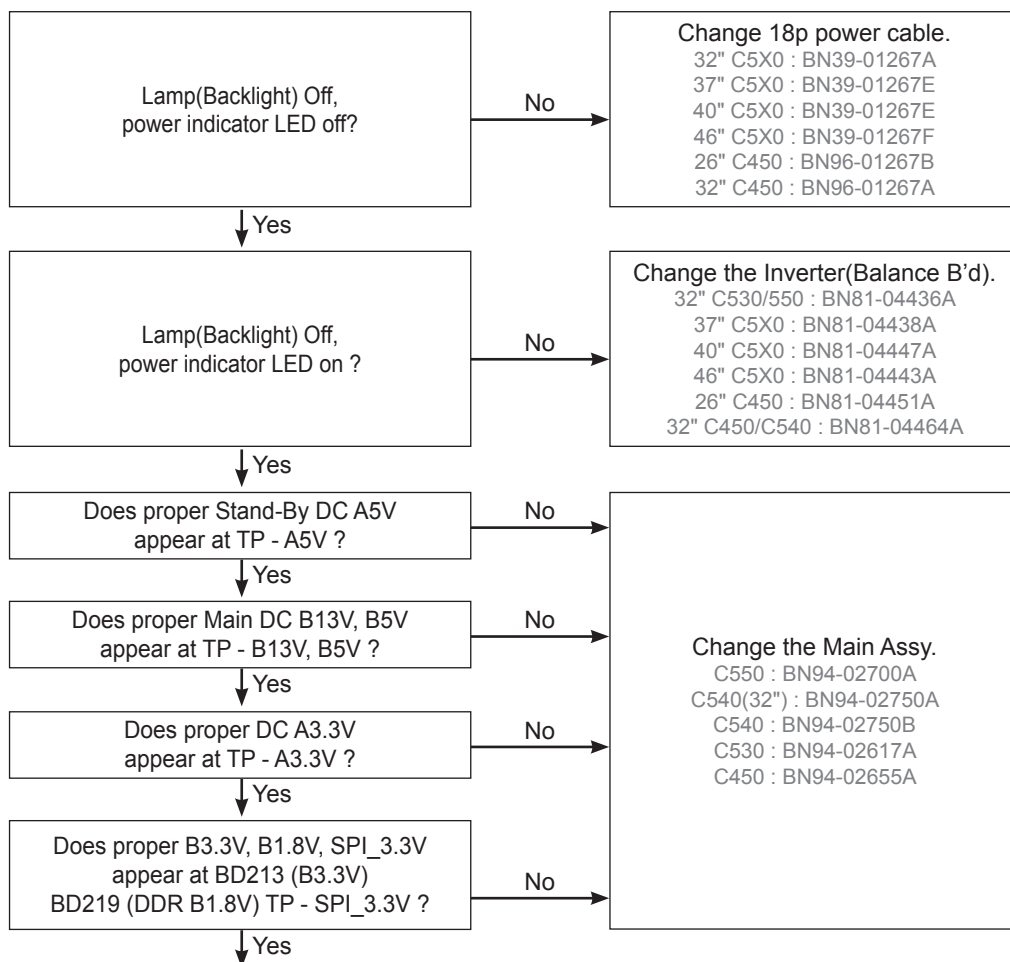 Lamp(Backlight) Off,
power indicator LED off?
No
Change 18p power cable.
32" C5X0 : BN39-01267A
37" C5X0 : BN39-01267E
40" C5X0 : BN39-01267E
46" C5X0 : BN39-01267F
26" C450 : BN96-01267B
32" C450 : BN96-01267A
Yes
Lamp(Backlight) Off,
power indicator LED on ?
No
Change the Inverter(Balance B’d).
32" C530/550 : BN81-04436A
37" C5X0 : BN81-04438A
40" C5X0 : BN81-04447A
46" C5X0 : BN81-04443A
26" C450 : BN81-04451A
32" C450/C540 : BN81-04464A
Yes
Does proper Stand-By DC A5V
appear at TP - A5V ?
No
Yes
Does proper Main DC B13V, B5V
appear at TP - B13V, B5V ?
No
Yes
Does proper DC A3.3V
appear at TP - A3.3V ?
No
Yes
Does proper B3.3V, B1.8V, SPI_3.3V
appear at BD213 (B3.3V)
BD219 (DDR B1.8V) TP - SPI_3.3V ?
No
Change the Main Assy.
C550 : BN94-02700A
C540(32") : BN94-02750A
C540 : BN94-02750B
C530 : BN94-02617A
C450 : BN94-02655A
Yes